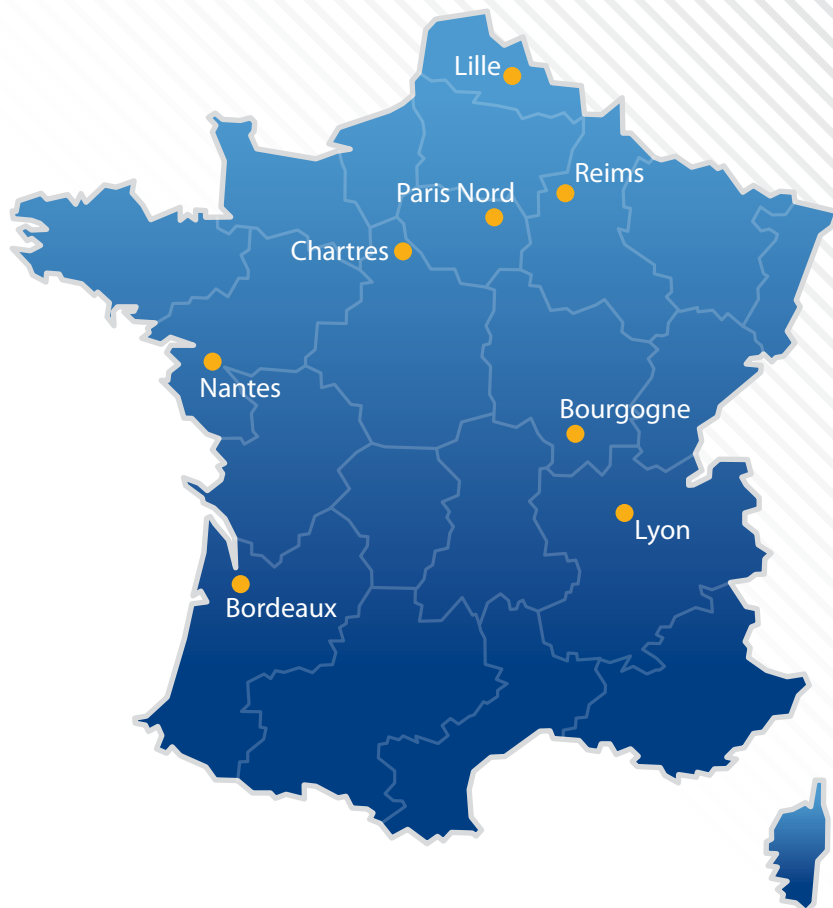 Lille
Reims
Paris Nord
Chartres
Nantes
Bourgogne
Lyon
Bordeaux